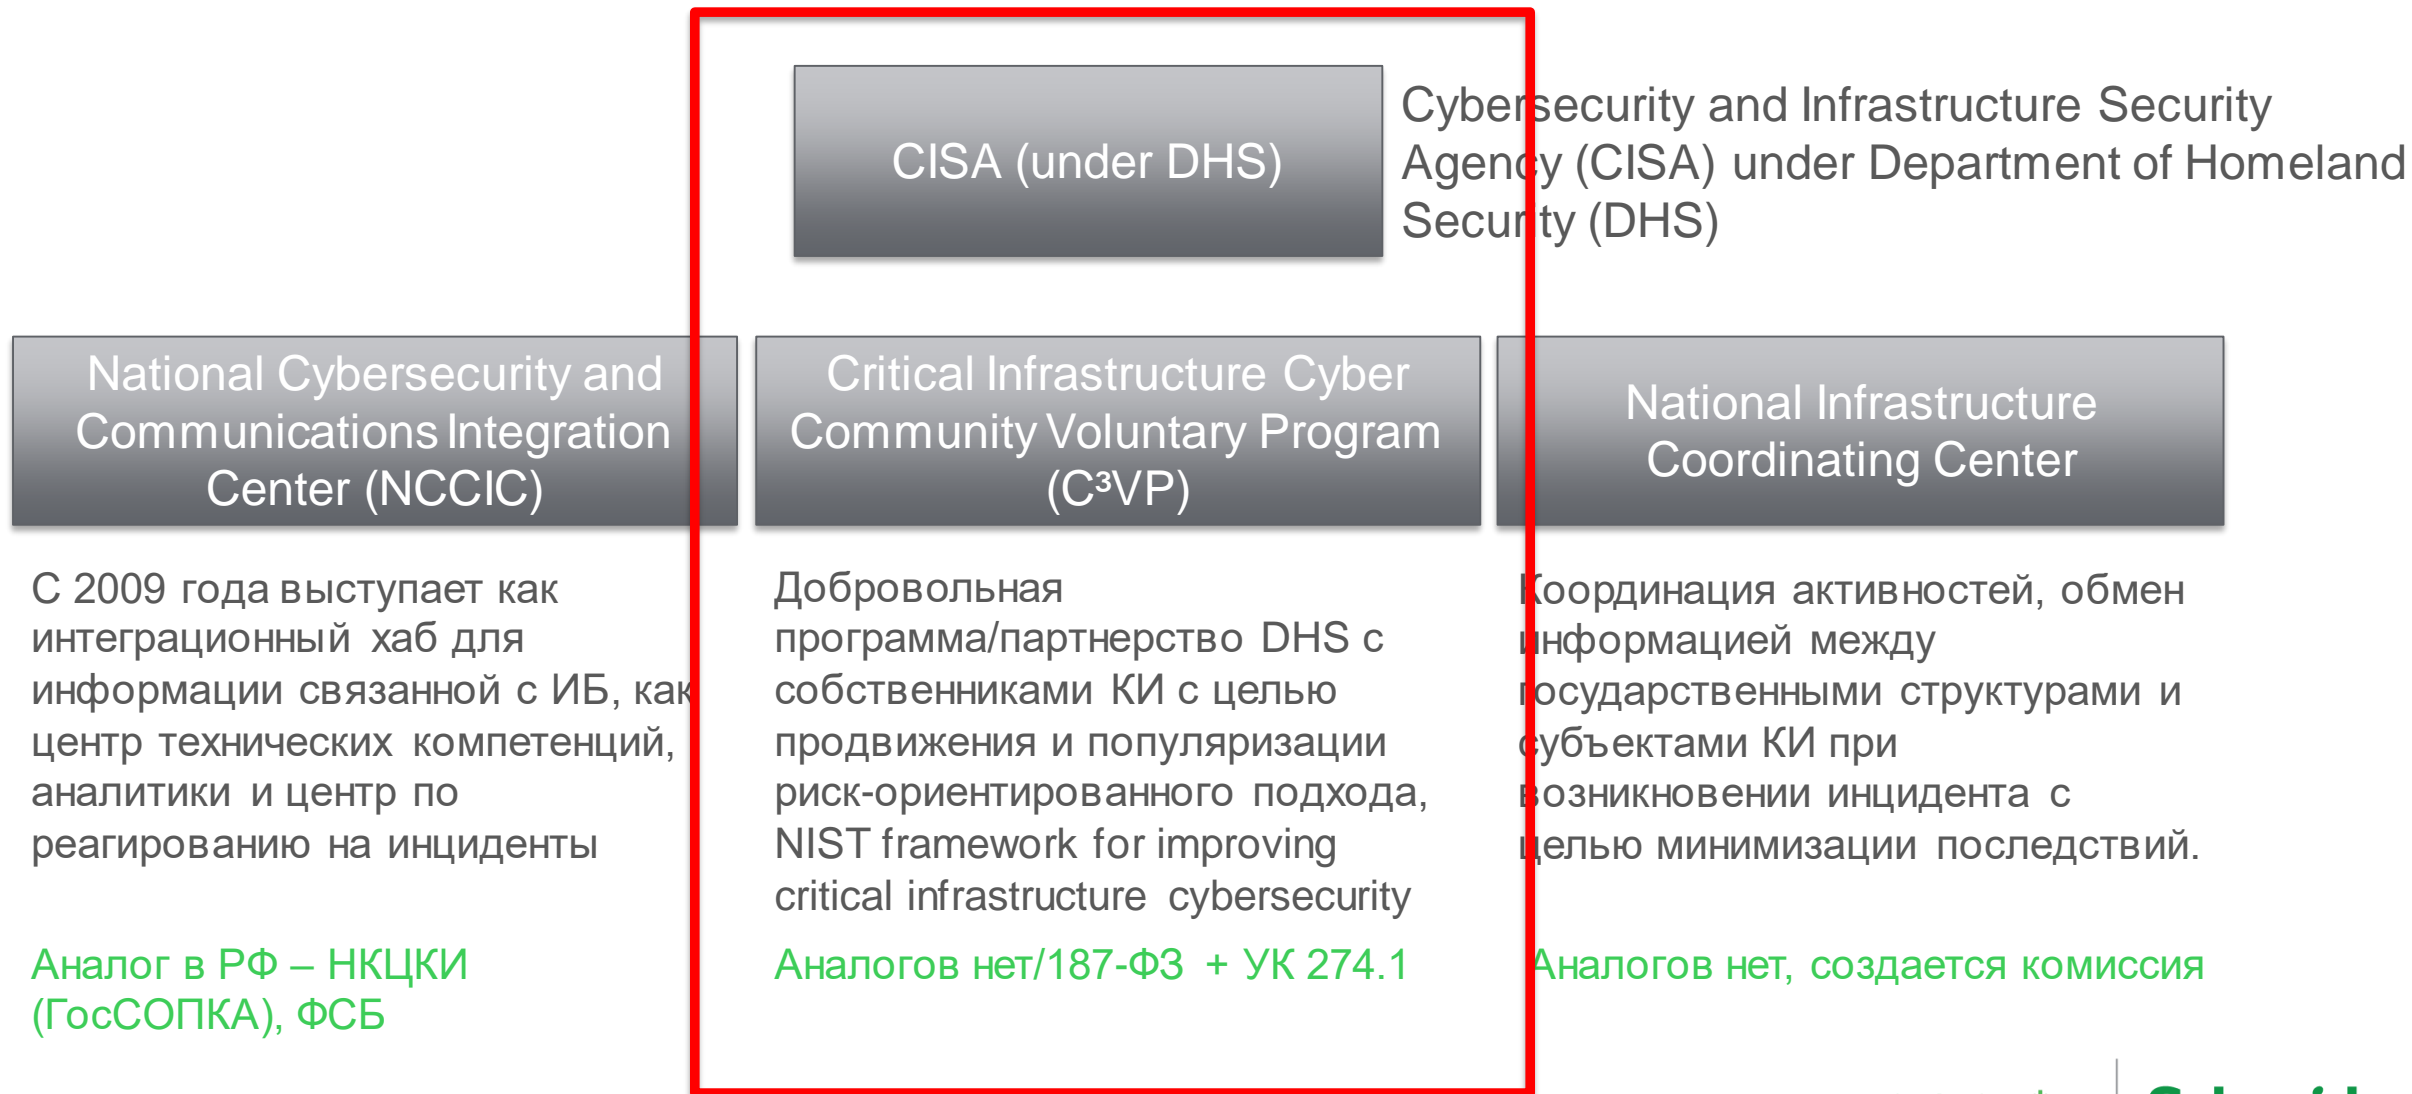 CISA (under DHS)
Cybersecurity and Infrastructure Security
Agency (CISA) under Department of Homeland
Security (DHS)
National Cybersecurity and
Communications Integration
Center (NCCIC)
Critical Infrastructure Cyber
Community Voluntary Program
(C³VP)
National Infrastructure
Coordinating Center
С 2009 года выступает как
интеграционный хаб для
информации связанной с ИБ, как
центр технических компетенций,
аналитики и центр по
реагированию на инциденты
Добровольная
программа/партнерство DHS с
собственниками КИ с целью
продвижения и популяризации
риск-ориентированного подхода,
NIST framework for improving
critical infrastructure cybersecurity
Координация активностей, обмен
информацией между
государственными структурами и
субъектами КИ при
возникновении инцидента с
целью минимизации последствий.
Аналог в РФ – НКЦКИ
(ГосСОПКА), ФСБ
Аналогов нет/187-ФЗ + УК 274.1
Аналогов нет, создается комиссия